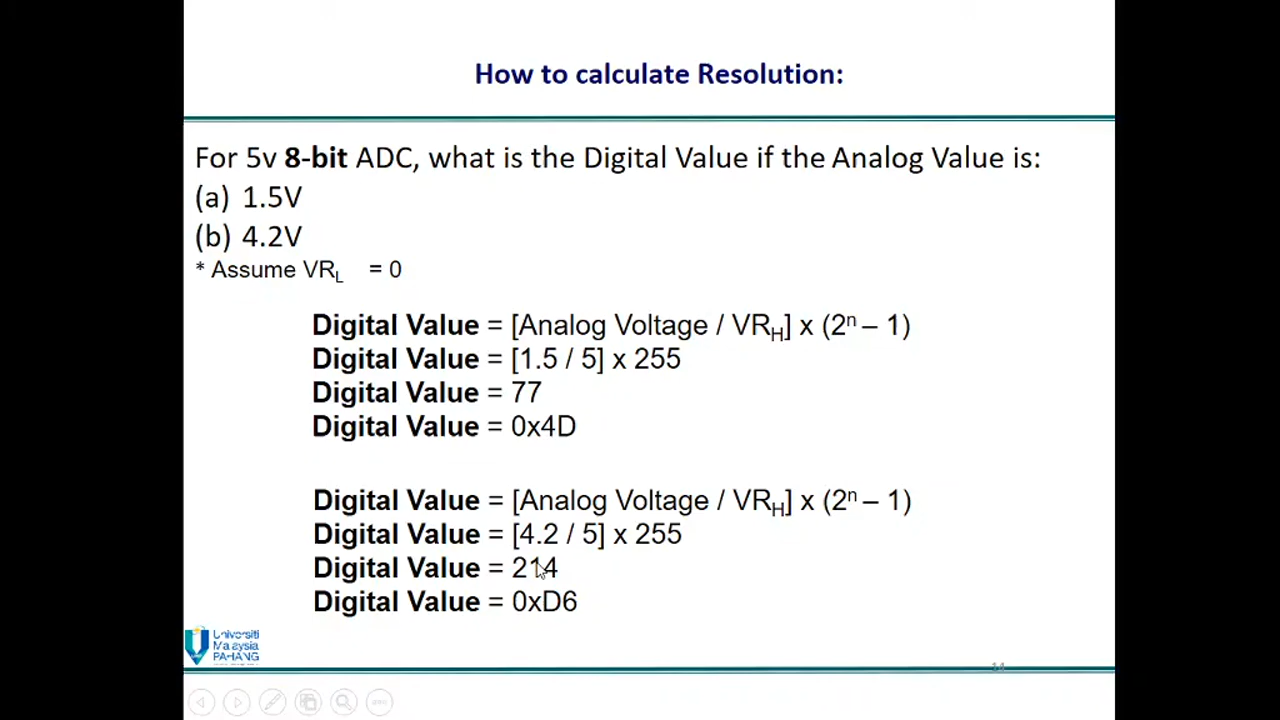 How to calculate Resolution:
For 5v 8-bit ADC, what is the Digital Value if the Analog Value is:
(a) 1.5V
(b) 4.2V
* Assume VRL = 0
Digital Value = [Analog Voltage / VRH] x (2ⁿ – 1)
Digital Value = [1.5 / 5] x 255
Digital Value = 77
Digital Value = 0x4D
Digital Value = [Analog Voltage / VRH] x (2ⁿ – 1)
Digital Value = [4.2 / 5] x 255
Digital Value = 214
Digital Value = 0xD6
Universiti
Malaysia
PAHANG
14